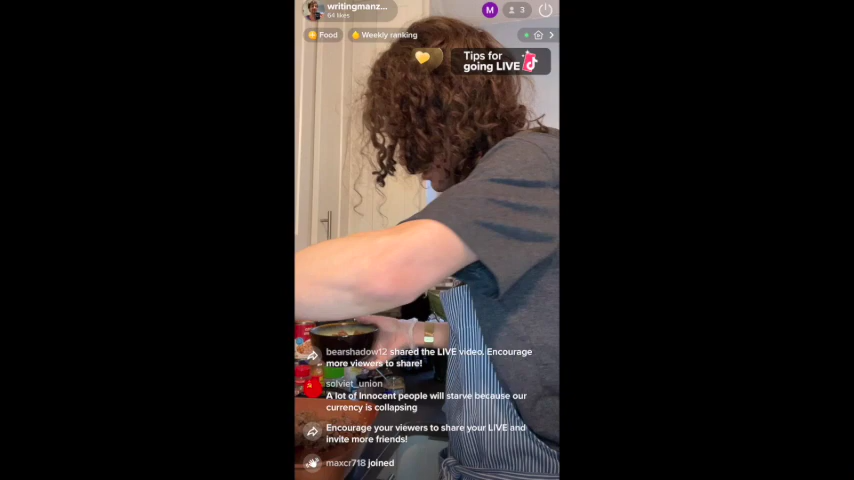 writingmanz...
64 likes
M
3
Food
Weekly ranking
Tips for
going LIVE
bearshadow12 shared the LIVE video. Encourage
more viewers to share!
solviet_union
A lot of innocent people will starve because our
currency is collapsing
Encourage your viewers to share your LIVE and
invite more friends!
maxcr718 joined